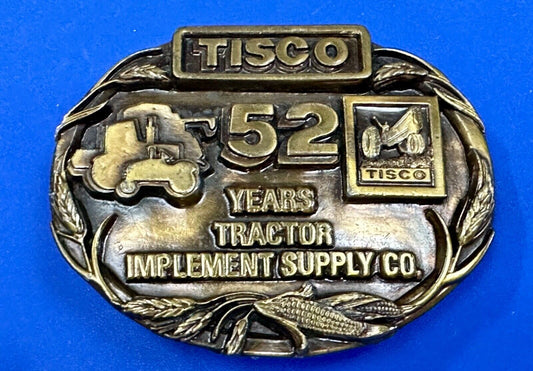 TISCO
52
TISCO
YEARS
TRACTOR
IMPLEMENT SUPPLY CO.